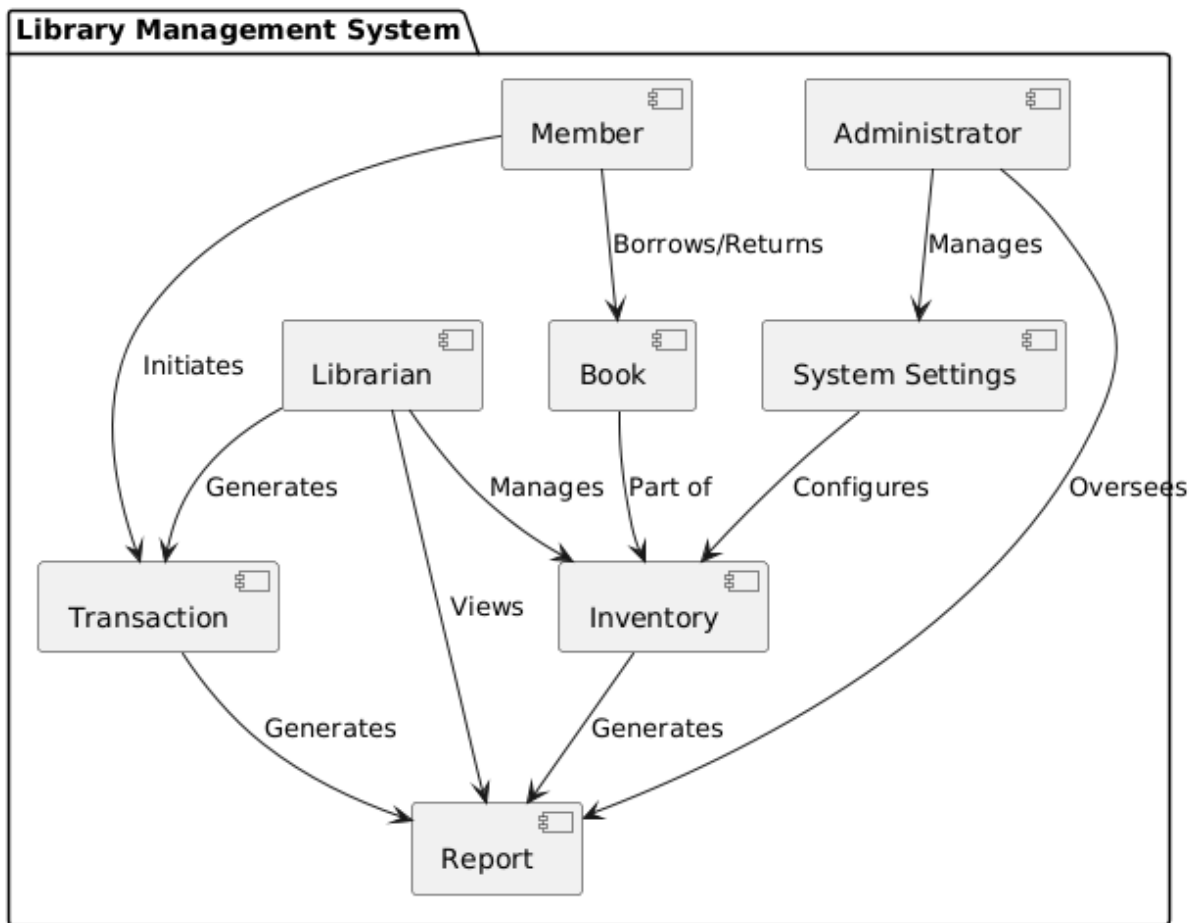 Library Management System
Member
Administrator
Borrows/Returns
Manages
Initiates
Librarian
Book
System Settings
Generates
Manages
Part of
Configures
Oversees
Transaction
Views
Inventory
Generates
Generates
Report